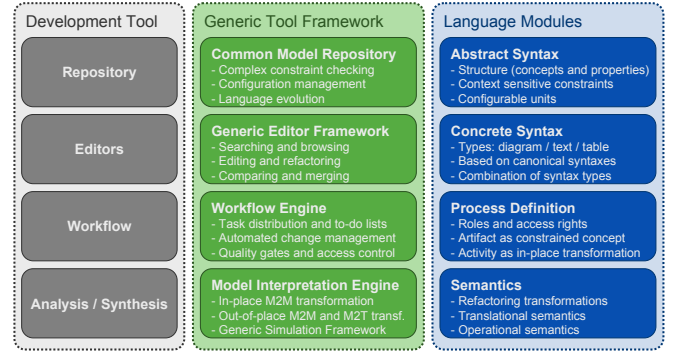 Development Tool
Generic Tool Framework
Language Modules
Repository
Common Model Repository
- Complex constraint checking
- Configuration management
- Language evolution
Abstract Syntax
- Structure (concepts and properties)
- Context sensitive constraints
- Configurable units
Editors
Generic Editor Framework
- Searching and browsing
- Editing and refactoring
- Comparing and merging
Concrete Syntax
- Types: diagram / text / table
- Based on canonical syntaxes
- Combination of syntax types
Workflow
Workflow Engine
- Task distribution and to-do lists
- Automated change management
- Quality gates and access control
Process Definition
- Roles and access rights
- Artifact as constrained concept
- Activity as in-place transformation
Analysis / Synthesis
Model Interpretation Engine
- In-place M2M transformation
- Out-of-place M2M and M2T transf.
- Generic Simulation Framework
Semantics
- Refactoring transformations
- Translational semantics
- Operational semantics